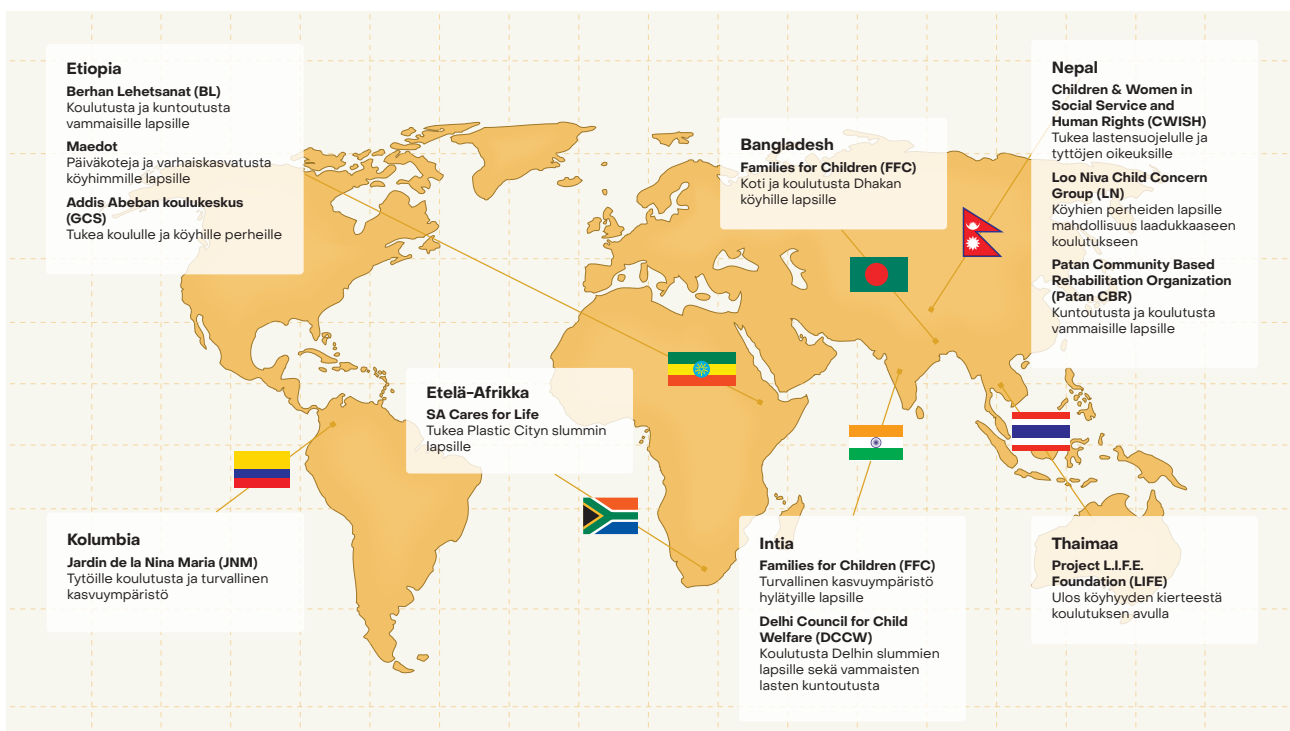 Etiopia
Berhan Lehetsanat (BL)
Koulutusta ja kuntoutusta
vammaisille lapsille
Maedot
Päiväkoteja ja varhaiskasvatusta
köyhimmille lapsille
Addis Abeban koulukeskus
(GCS)
Tukea koululle ja köyhille perheille
Bangladesh
Families for Children (FFC)
Koti ja koulutusta Dhakan
köyhille lapsille
Nepal
Children & Women in
Social Service and
Human Rights (CWISH)
Tukea lastensuojelulle ja
tyttöjen oikeuksille
Loo Niva Child Concern
Group (LN)
Köyhien perheiden lapsille
mahdollisuus laadukkaaseen
koulutukseen
Patan Community Based
Rehabilitation Organization
(Patan CBR)
Kuntoutusta ja koulutusta
vammaisille lapsille
Etelä-Afrikka
SA Cares for Life
Tukea Plastic Cityn slummin
lapsille
Kolumbia
Jardin de la Nina Maria (JNM)
Tytöille koulutusta ja turvallinen
kasvuympäristö
Intia
Families for Children (FFC)
Turvallinen kasvuympäristö
hylätyille lapsille
Delhi Council for Child
Welfare (DCCW)
Koulutusta Delhin slummien
lapsille sekä vammaisten
lasten kuntoutusta
Thaimaa
Project L.I.F.E.
Foundation (LIFE)
Ulos köyhyyden kierteestä
koulutuksen avulla